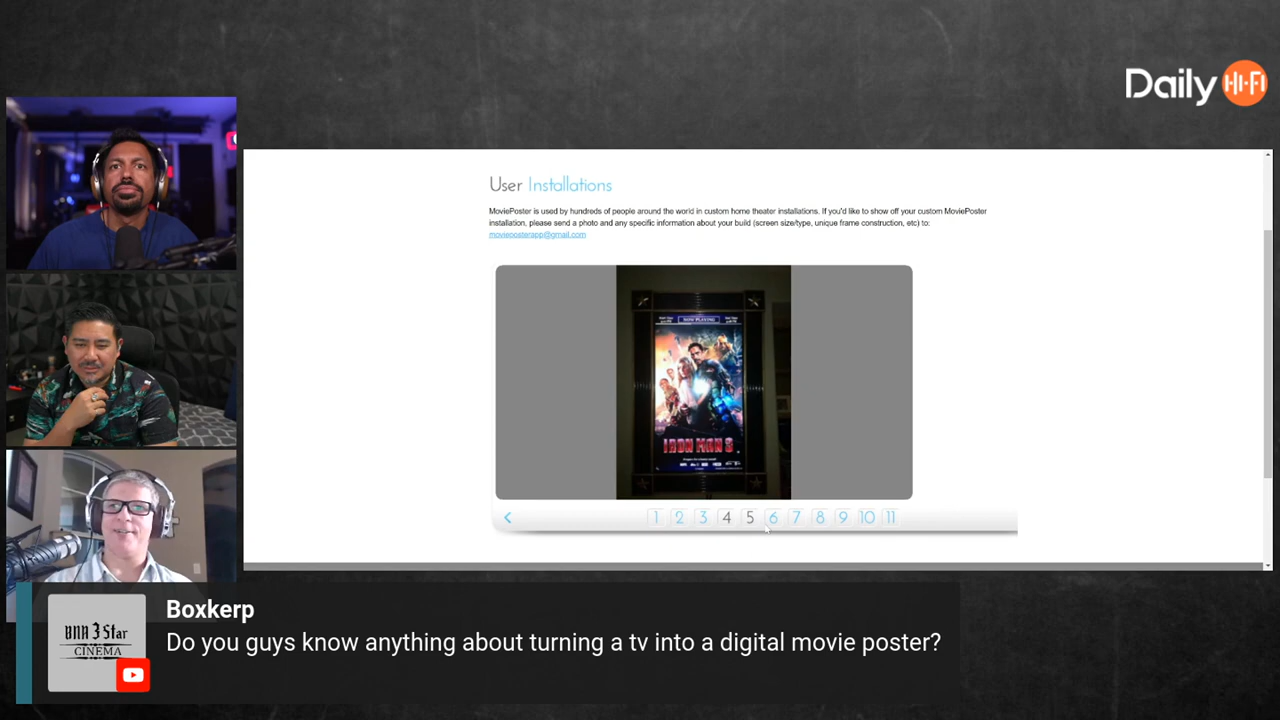 Daily HI-FI
User Installations
MoviePoster is used by hundreds of people around the world in custom home theater installations. If you'd like to show off your custom MoviePoster
installation, please send a photo and any specific information about your build (screen size/type, unique frame construction, etc) to:
movieposterapp@gmail.com
NOW PLAYING
IRON MAN 3
1 2 3 4 5 6 7 8 9 10 11
Boxkerp
Do you guys know anything about turning a tv into a digital movie poster?
3 Star
CINEMA